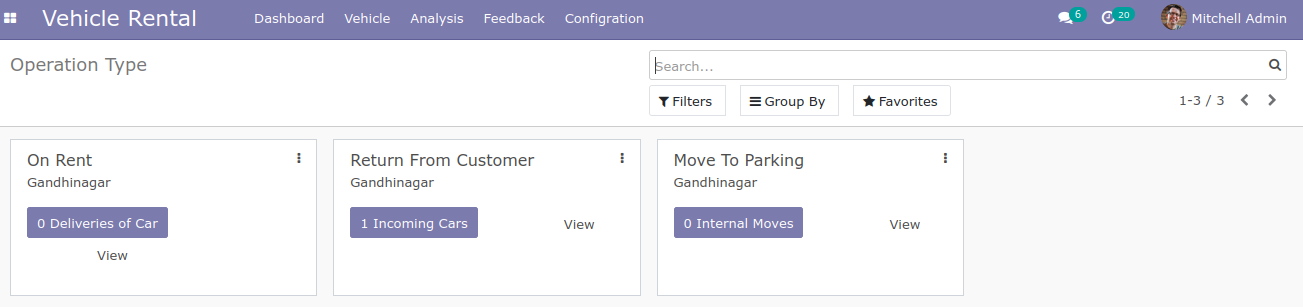 Vehicle Rental Dashboard Vehicle Analysis Feedback Configration 6 20 Mitchell Admin
Operation Type
Search...
Filters Group By Favorites 1-3 / 3
On Rent
Gandhinagar
0 Deliveries of Car
View
Return From Customer
Gandhinagar
1 Incoming Cars View
Move To Parking
Gandhinagar
0 Internal Moves View